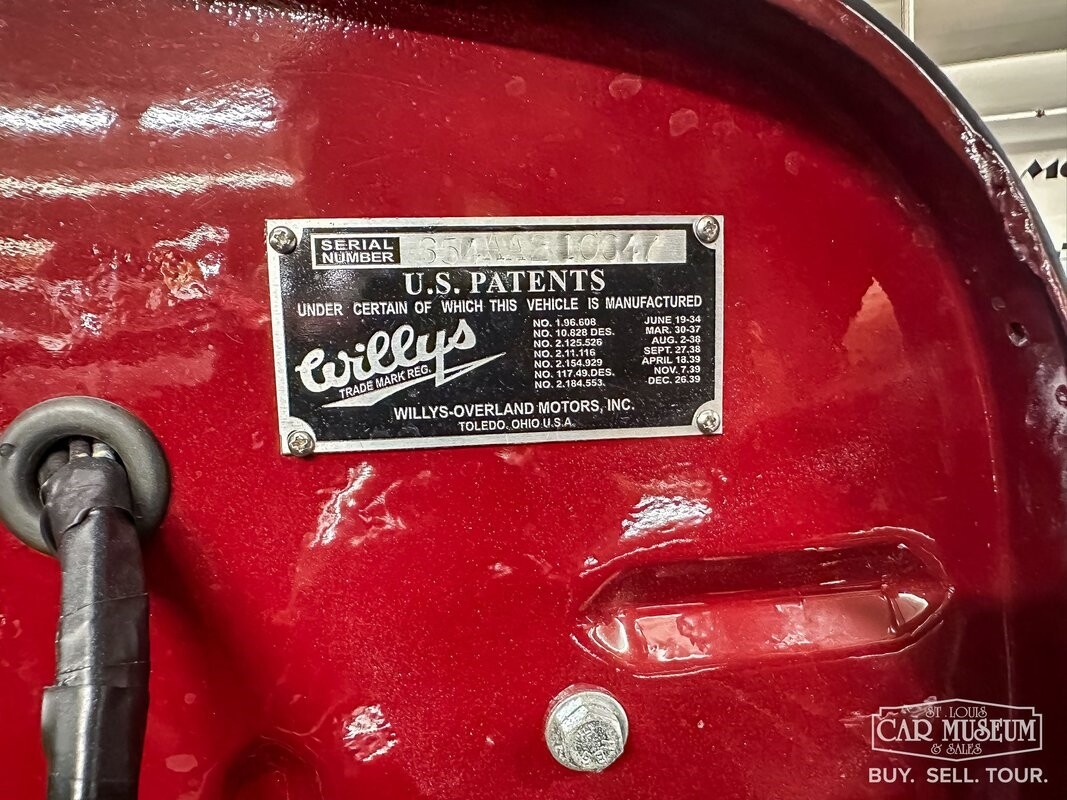 SERIAL NUMBER
U.S. PATENTS
UNDER CERTAIN OF WHICH THIS VEHICLE IS MANUFACTURED
Willys
TRADE MARK REG.
NO. 1.96.608 JUNE 19-34
NO. 10.828 DES. MAR. 30-37
NO. 2.125.526 AUG. 2-38
NO. 2.11.116 SEPT. 27.38
NO. 2.154.929 APRIL 18.39
NO. 117.49.DES. NOV. 7.39
NO. 2.184.553. DEC. 26.39
WILLYS-OVERLAND MOTORS, INC.
TOLEDO. OHIO U.S.A.
ST. LOUIS
CAR MUSEUM
& SALES
BUY. SELL. TOUR.